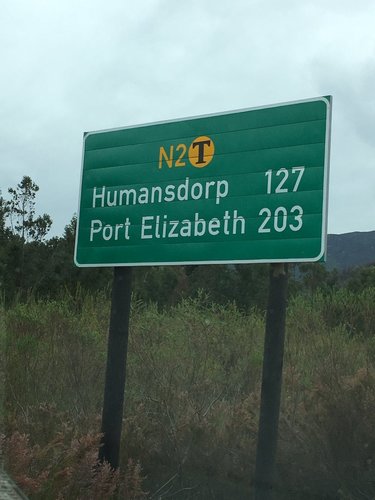 N2 T
Humansdorp 127
Port Elizabeth 203